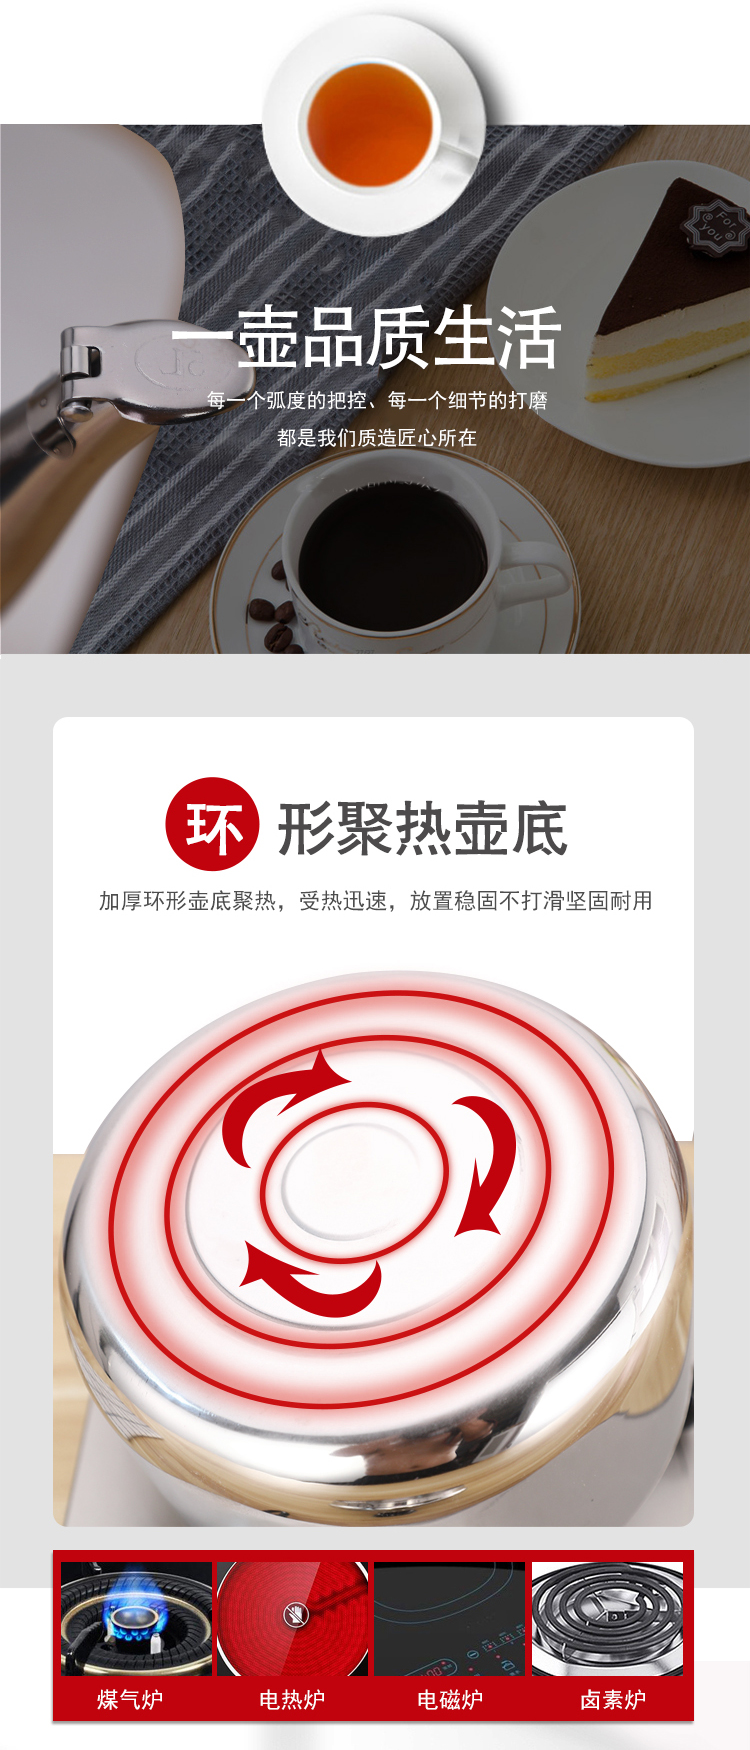 For
you
一壶品质生活
每一个弧度的把控、每一个细节的打磨
都是我们质造匠心所在
环形聚热壶底
加厚环形壶底聚热，受热迅速，放置稳固不打滑坚固耐用
煤气炉 电热炉 电磁炉 卤素炉